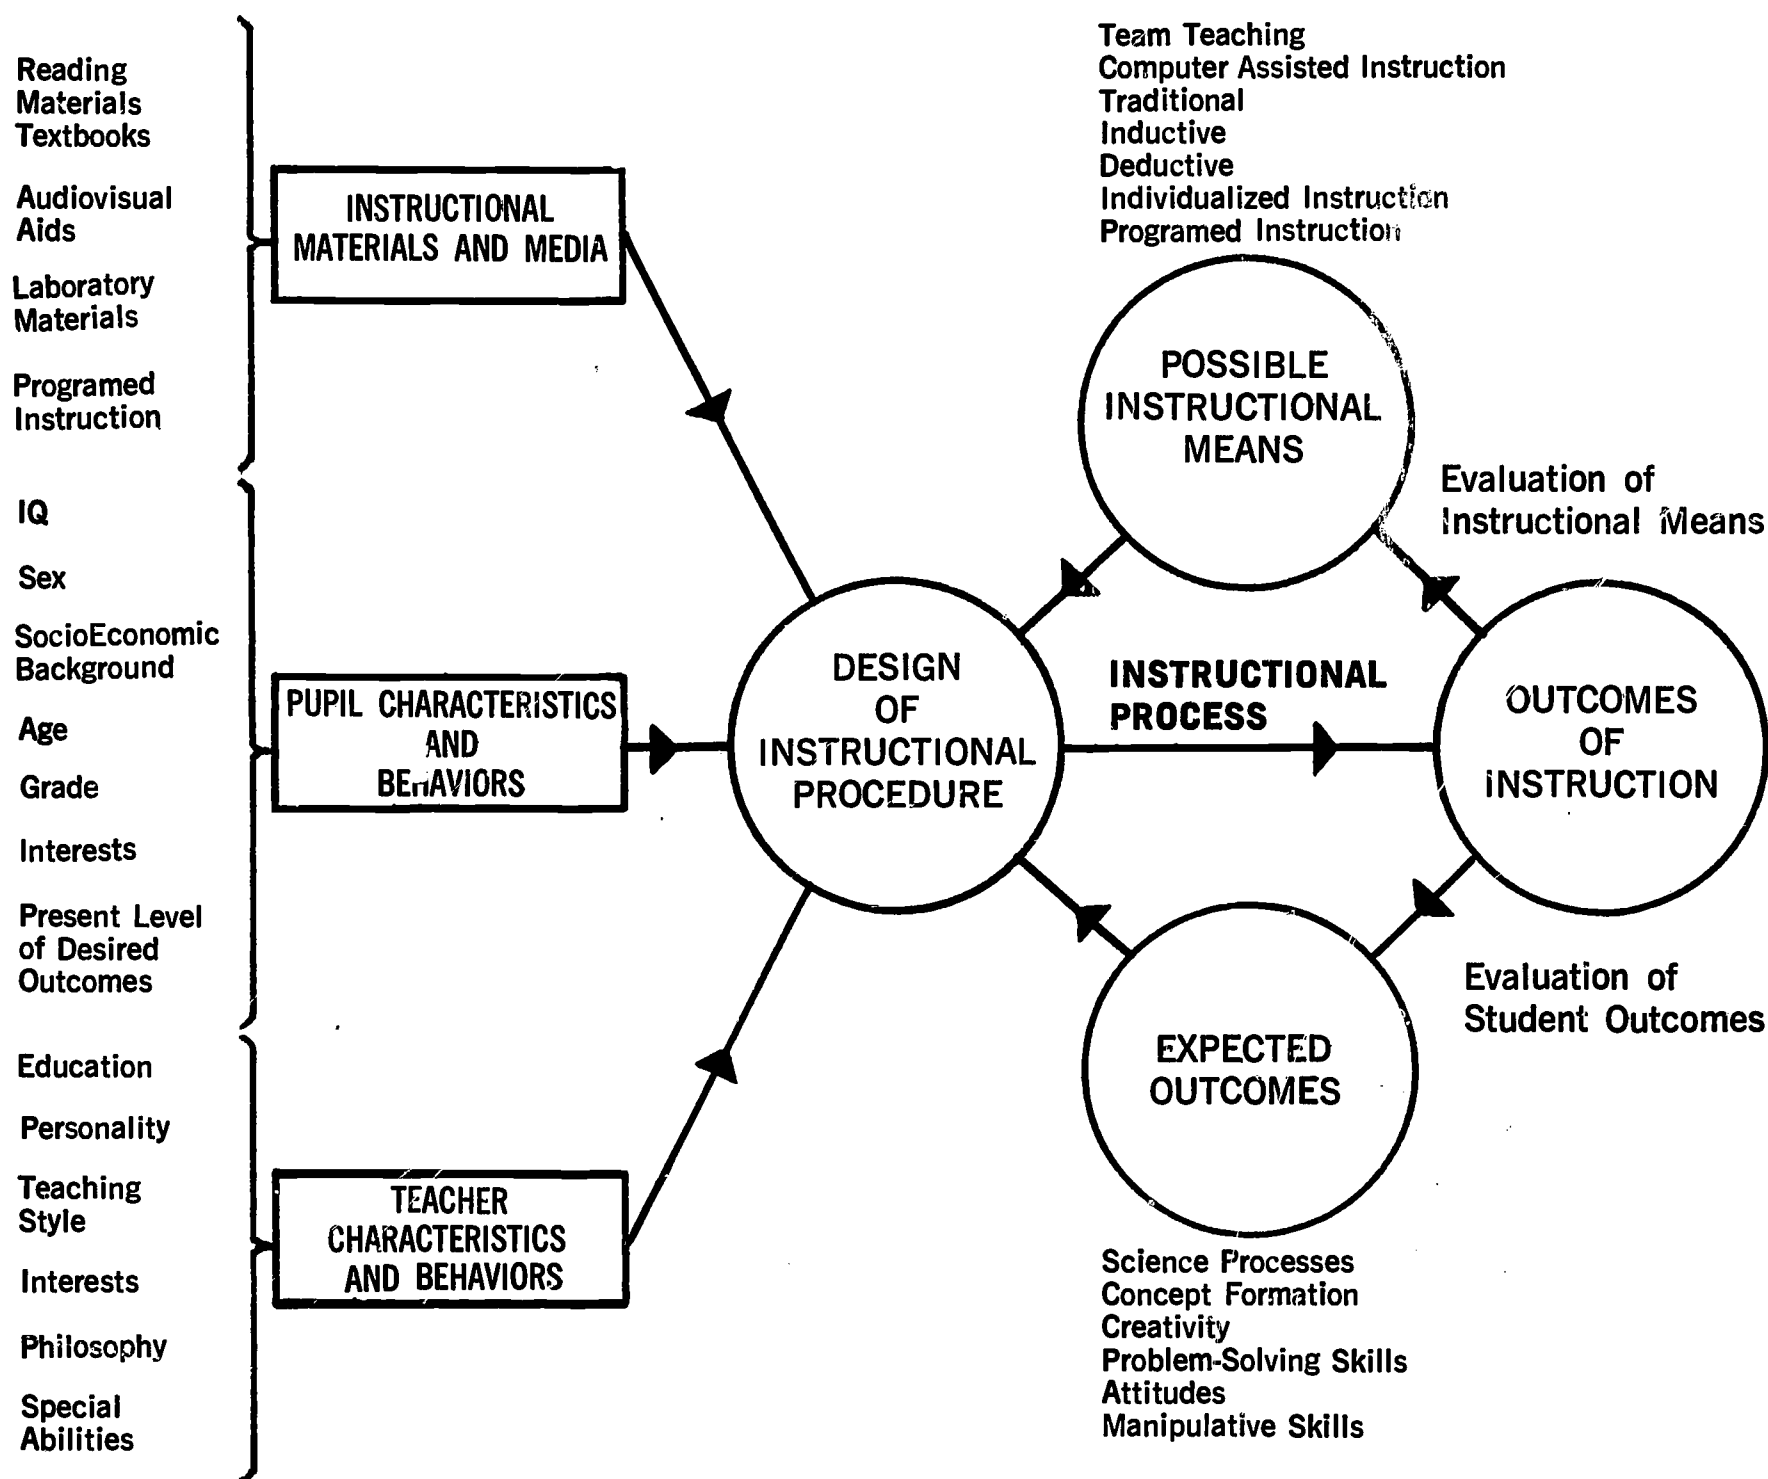 Reading
Materials
Textbooks
Audiovisual
Aids
Laboratory
Materials
Programed
Instruction
INSTRUCTIONAL
MATERIALS AND MEDIA
IQ
Sex
SocioEconomic
Background
Age
Grade
Interests
Present Level
of Desired
Outcomes
PUPIL CHARACTERISTICS
AND
BEHAVIORS
Education
Personality
Teaching
Style
Interests
Philosophy
Special
Abilities
TEACHER
CHARACTERISTICS
AND BEHAVIORS
DESIGN
OF
INSTRUCTIONAL
PROCEDURE
Team Teaching
Computer Assisted Instruction
Traditional
Inductive
Deductive
Individualized Instruction
Programed Instruction
POSSIBLE
INSTRUCTIONAL
MEANS
Evaluation of
Instructional Means
INSTRUCTIONAL
PROCESS
OUTCOMES
OF
INSTRUCTION
Evaluation of
Student Outcomes
EXPECTED
OUTCOMES
Science Processes
Concept Formation
Creativity
Problem-Solving Skills
Attitudes
Manipulative Skills